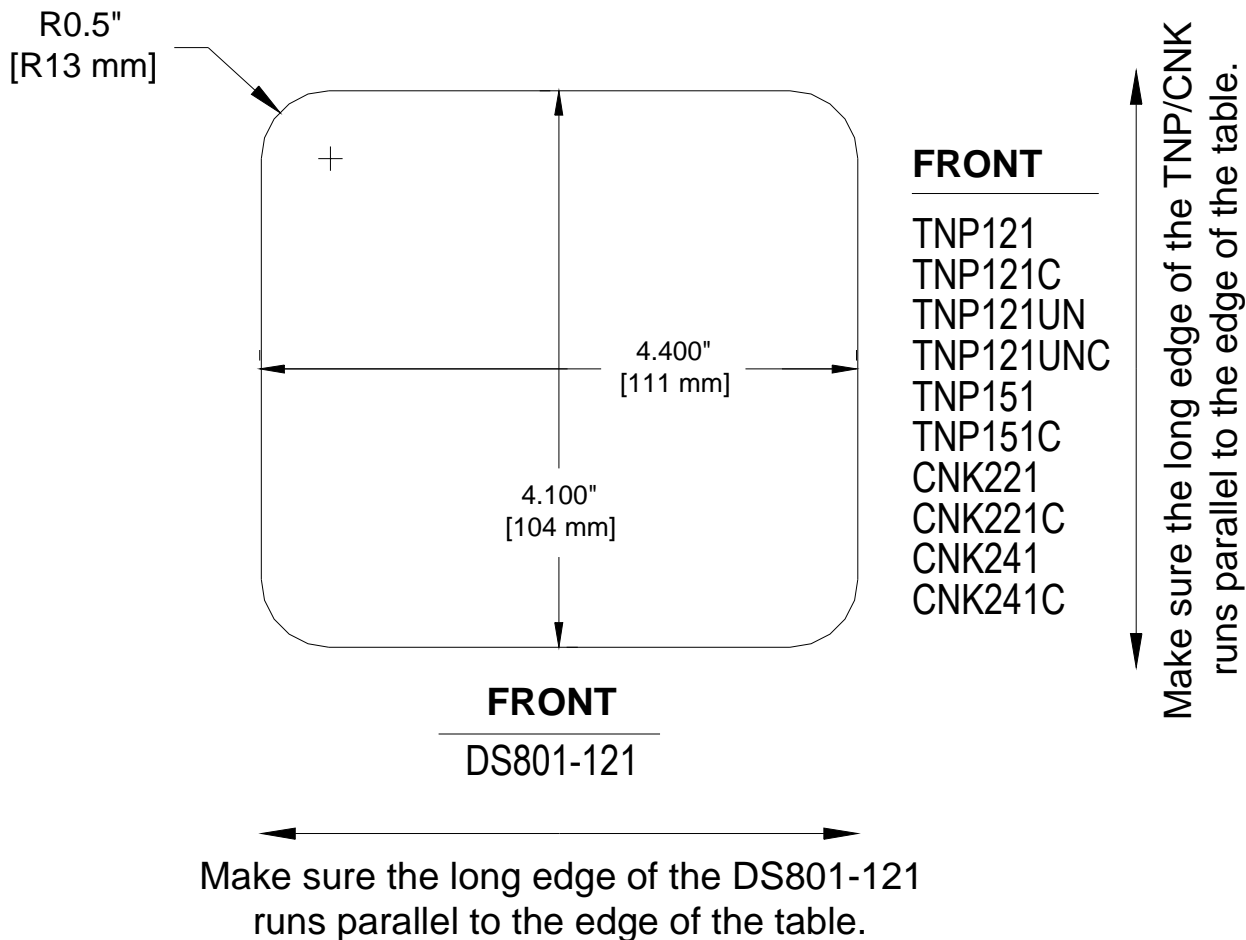 R0.5"
[R13 mm]
4.400"
[111 mm]
4.100"
[104 mm]
FRONT
TNP121
TNP121C
TNP121UN
TNP121UNC
TNP151
TNP151C
CNK221
CNK221C
CNK241
CNK241C
Make sure the long edge of the TNP/CNK
runs parallel to the edge of the table.
FRONT
DS801-121
Make sure the long edge of the DS801-121
runs parallel to the edge of the table.